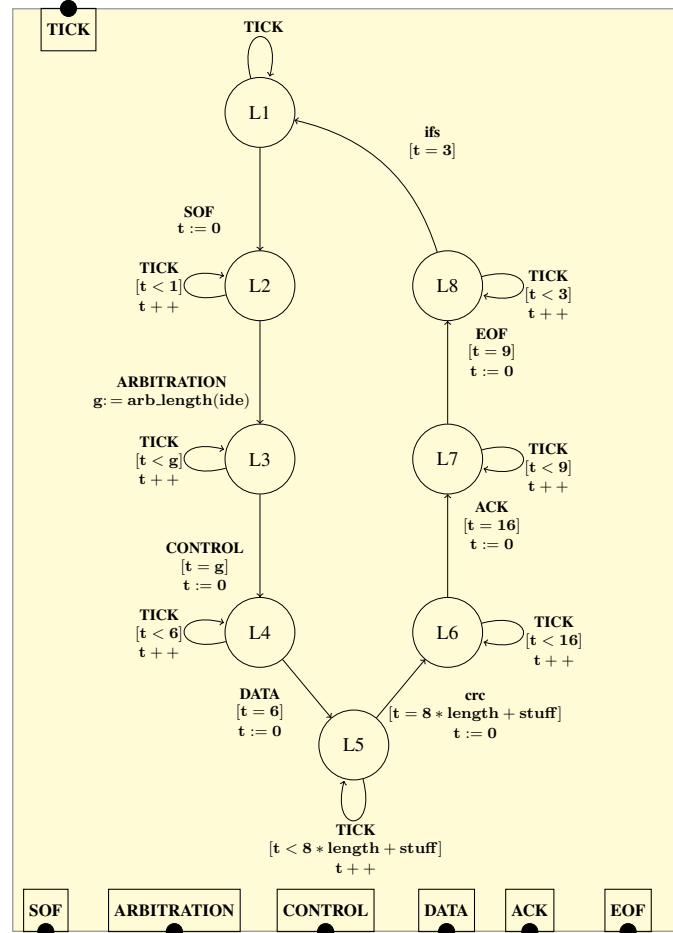 TICK
TICK
L1
ifs
[t = 3]
SOF
t := 0
TICK
[t < 1]
t + +
L2
L8
TICK
[t < 3]
t + +
EOF
[t = 9]
t := 0
ARBITRATION
g: = arb_length(ide)
TICK
[t < g]
t + +
L3
L7
TICK
[t < 9]
t + +
ACK
[t = 16]
t := 0
CONTROL
[t = g]
t := 0
TICK
[t < 6]
t + +
L4
L6
TICK
[t < 16]
t + +
DATA
[t = 6]
t := 0
crc
[t = 8 * length + stuff]
t := 0
L5
TICK
[t < 8 * length + stuff]
t + +
SOF ARBITRATION CONTROL DATA ACK EOF